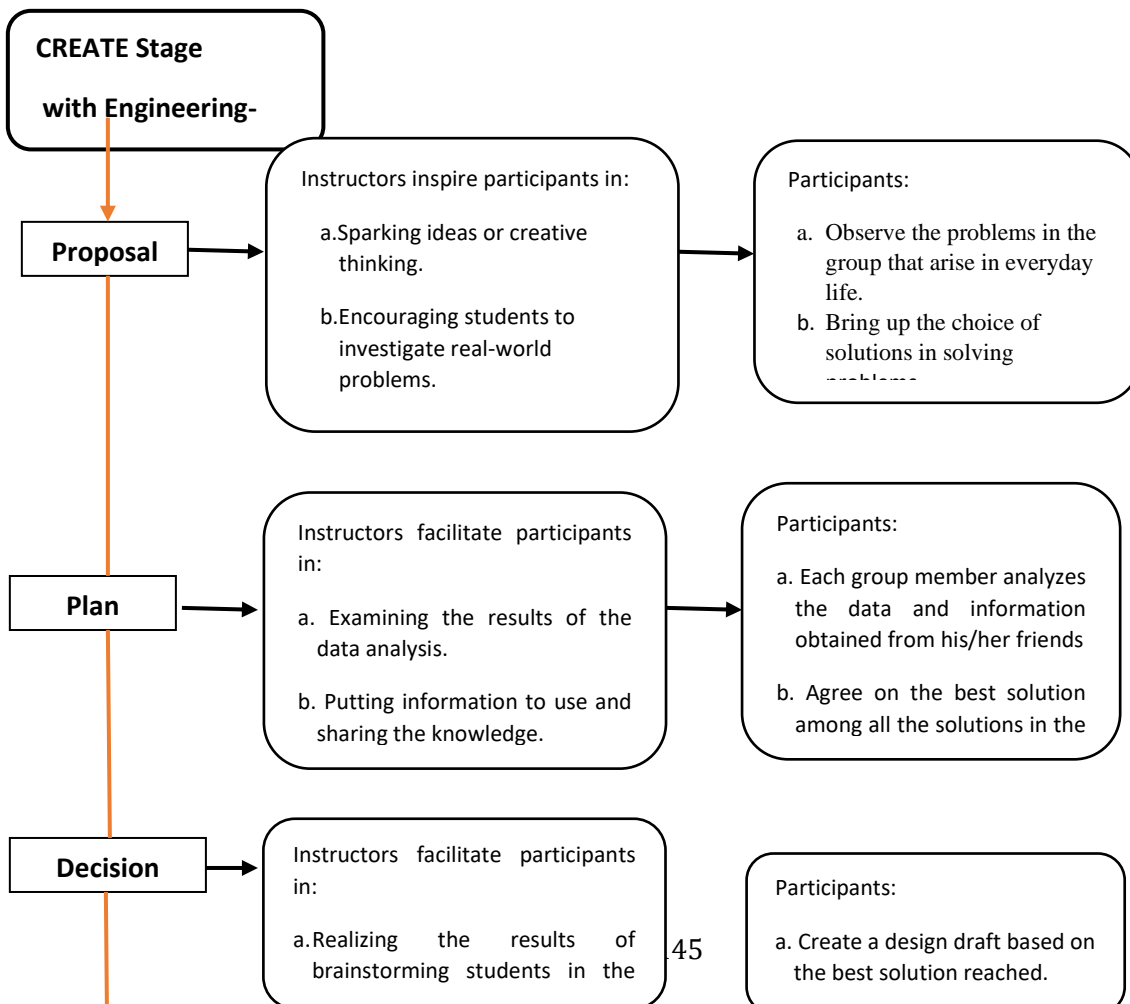 CREATE Stage
with Engineering-
Proposal
Instructors inspire participants in:
a.Sparking ideas or creative
thinking.
b.Encouraging students to
investigate real-world
problems.
Participants:
a. Observe the problems in the
group that arise in everyday
life.
b. Bring up the choice of
solutions in solving
Plan
Instructors facilitate participants
in:
a. Examining the results of the
data analysis.
b. Putting information to use and
sharing the knowledge.
Participants:
a. Each group member analyzes
the data and information
obtained from his/her friends
b. Agree on the best solution
among all the solutions in the
Decision
Instructors facilitate participants
in:
a.Realizing the results of
brainstorming students in the
Participants:
a. Create a design draft based on
the best solution reached.
45